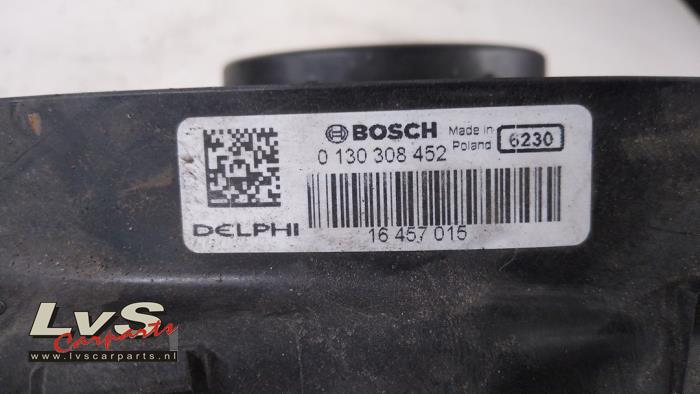 BOSCH Made in Poland 6230
0 130 308 452
DELPHI
16 457 015
LvS
Carparts
www.lvscarparts.nl